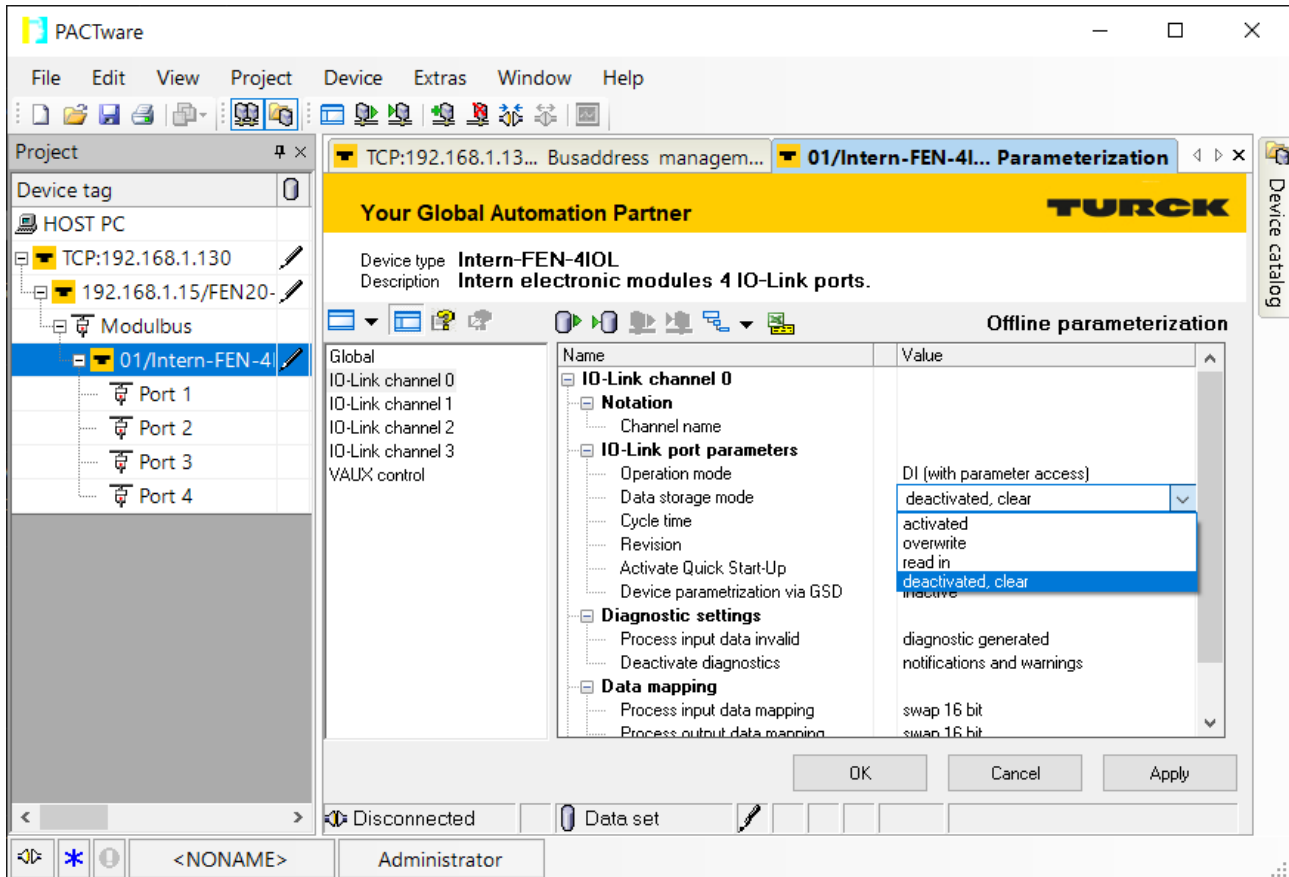 PACTware
File Edit View Project Device Extras Window Help
Project
Device tag
HOST PC
TCP:192.168.1.130
192.168.1.15/FEN20-
Modulbus
01/Intern-FEN-4I
Port 1
Port 2
Port 3
Port 4
TCP:192.168.1.13... Busaddress managem...
01/Intern-FEN-4I... Parameterization
Your Global Automation Partner
TURCK
Device type Intern-FEN-4IOL
Description Intern electronic modules 4 IO-Link ports.
Offline parameterization
Global
IO-Link channel 0
IO-Link channel 1
IO-Link channel 2
IO-Link channel 3
VAUX control
Name Value
IO-Link channel 0
Notation
Channel name
IO-Link port parameters
Operation mode DI (with parameter access)
Data storage mode deactivated, clear
Cycle time
activated
Revision
overwrite
read in
Activate Quick Start-Up
deactivated, clear
Device parametrization via GSD inactive
Diagnostic settings
Process input data invalid diagnostic generated
Deactivate diagnostics notifications and warnings
Data mapping
Process input data mapping swap 16 bit
Process output data mapping swap 16 bit
OK Cancel Apply
Disconnected Data set
<NONAME> Administrator
Device catalog